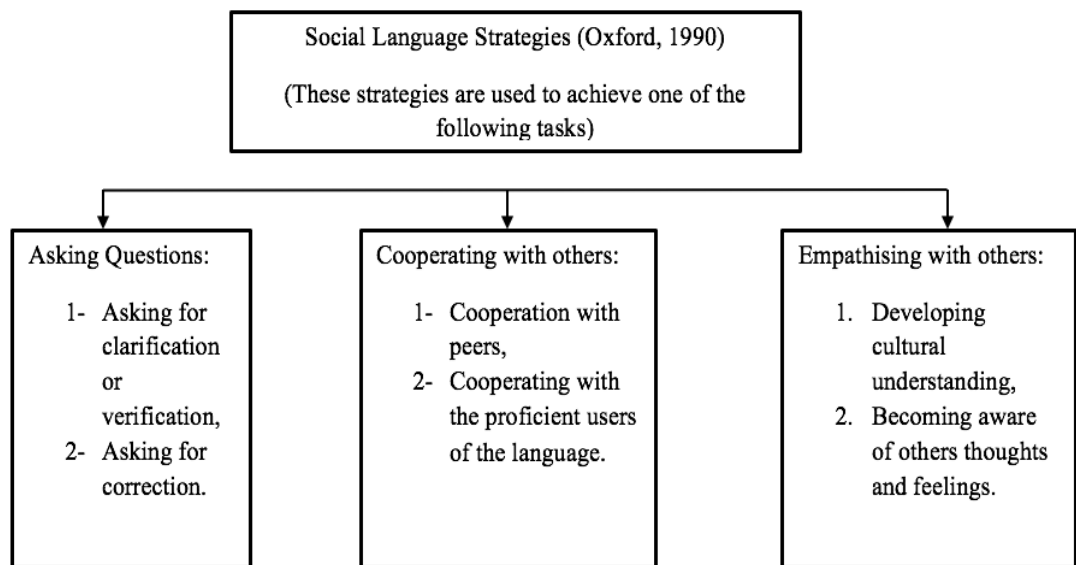 Social Language Strategies (Oxford, 1990)
(These strategies are used to achieve one of the
following tasks)
Asking Questions:
1- Asking for
clarification
or
verification,
2- Asking for
correction.
Cooperating with others:
1- Cooperation with
peers,
2- Cooperating with
the proficient users
of the language.
Empathising with others:
1. Developing
cultural
understanding,
2. Becoming aware
of others thoughts
and feelings.